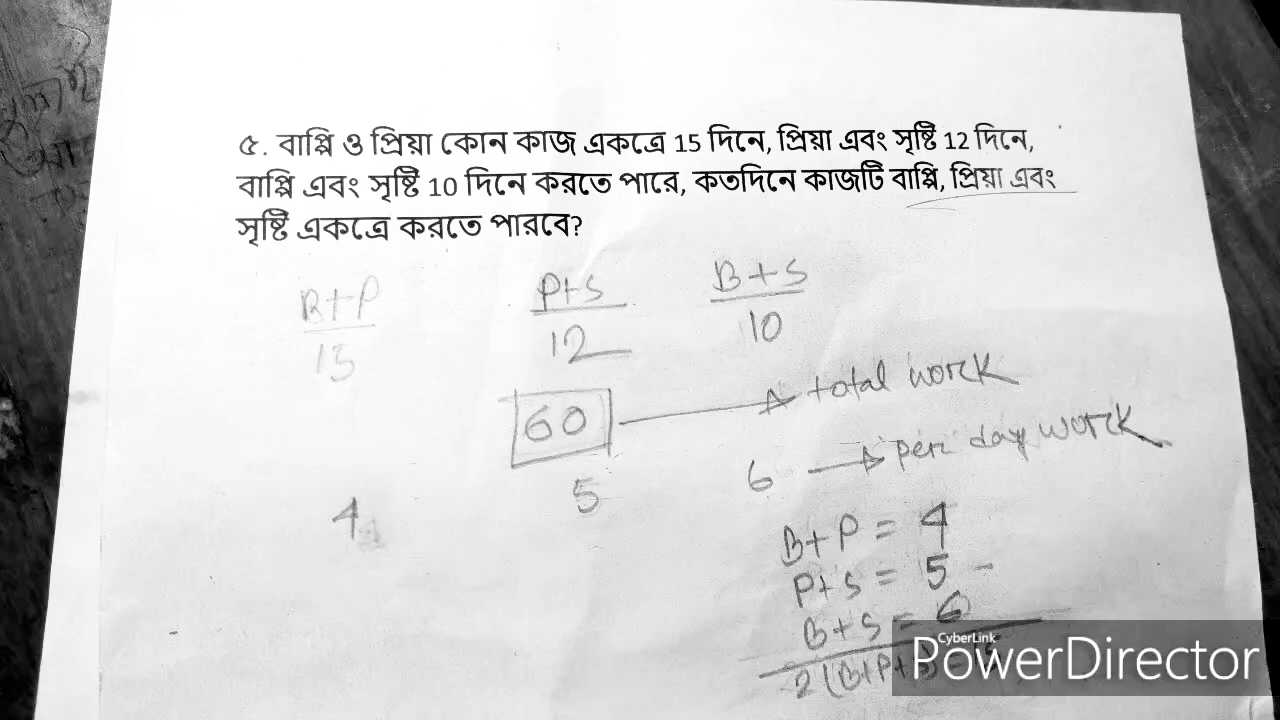 ৫. বাপ্পি ও প্রিয়া কোন কাজ একত্রে 15 দিনে, প্রিয়া এবং সৃষ্টি 12 দিনে,
বাপ্পি এবং সৃষ্টি 10 দিনে করতে পারে, কতদিনে কাজটি বাপ্পি, প্রিয়া এবং
সৃষ্টি একত্রে করতে পারবে?
B+P P+S B+S
15 12 10
60 → total work
4 5 6 → per day work
B+P = 4
P+S = 5
B+S = 6
2(B+P+
CyberLink
PowerDirector